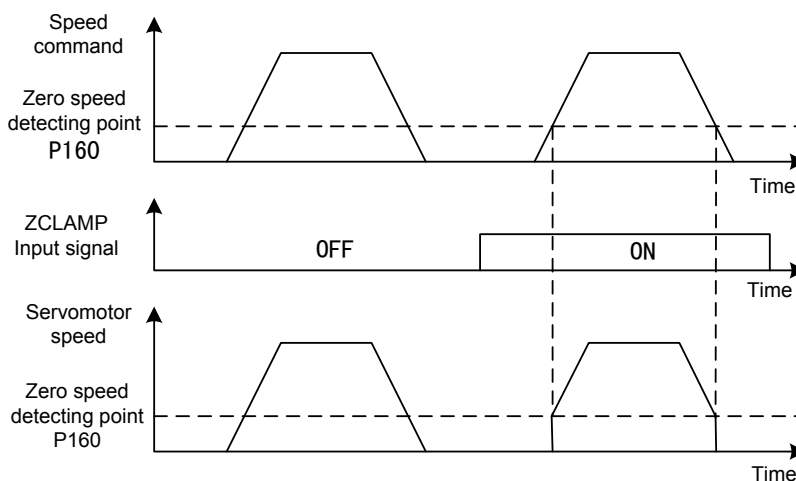 Speed
command
Zero speed
detecting point
P160
Time
ZCLAMP
Input signal
OFF
ON
Time
Servomotor
speed
Zero speed
detecting point
P160
Time